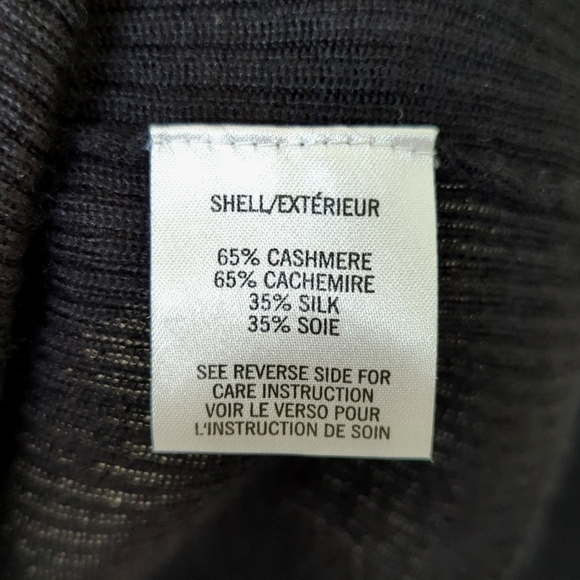 SHELL/EXTÉRIEUR
65% CASHMERE
65% CACHEMIRE
35% SILK
35% SOIE
SEE REVERSE SIDE FOR
CARE INSTRUCTION
VOIR LE VERSO POUR
L'INSTRUCTION DE SOIN